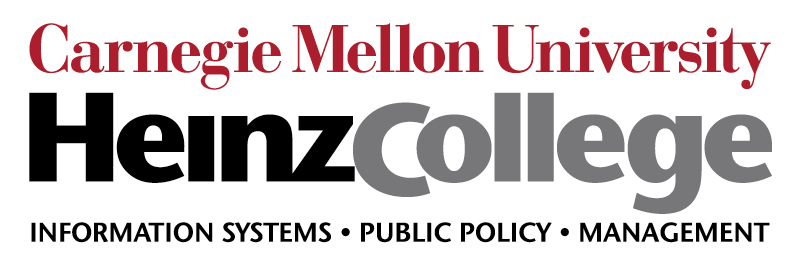 Carnegie Mellon University
HeinzCollege
INFORMATION SYSTEMS • PUBLIC POLICY • MANAGEMENT